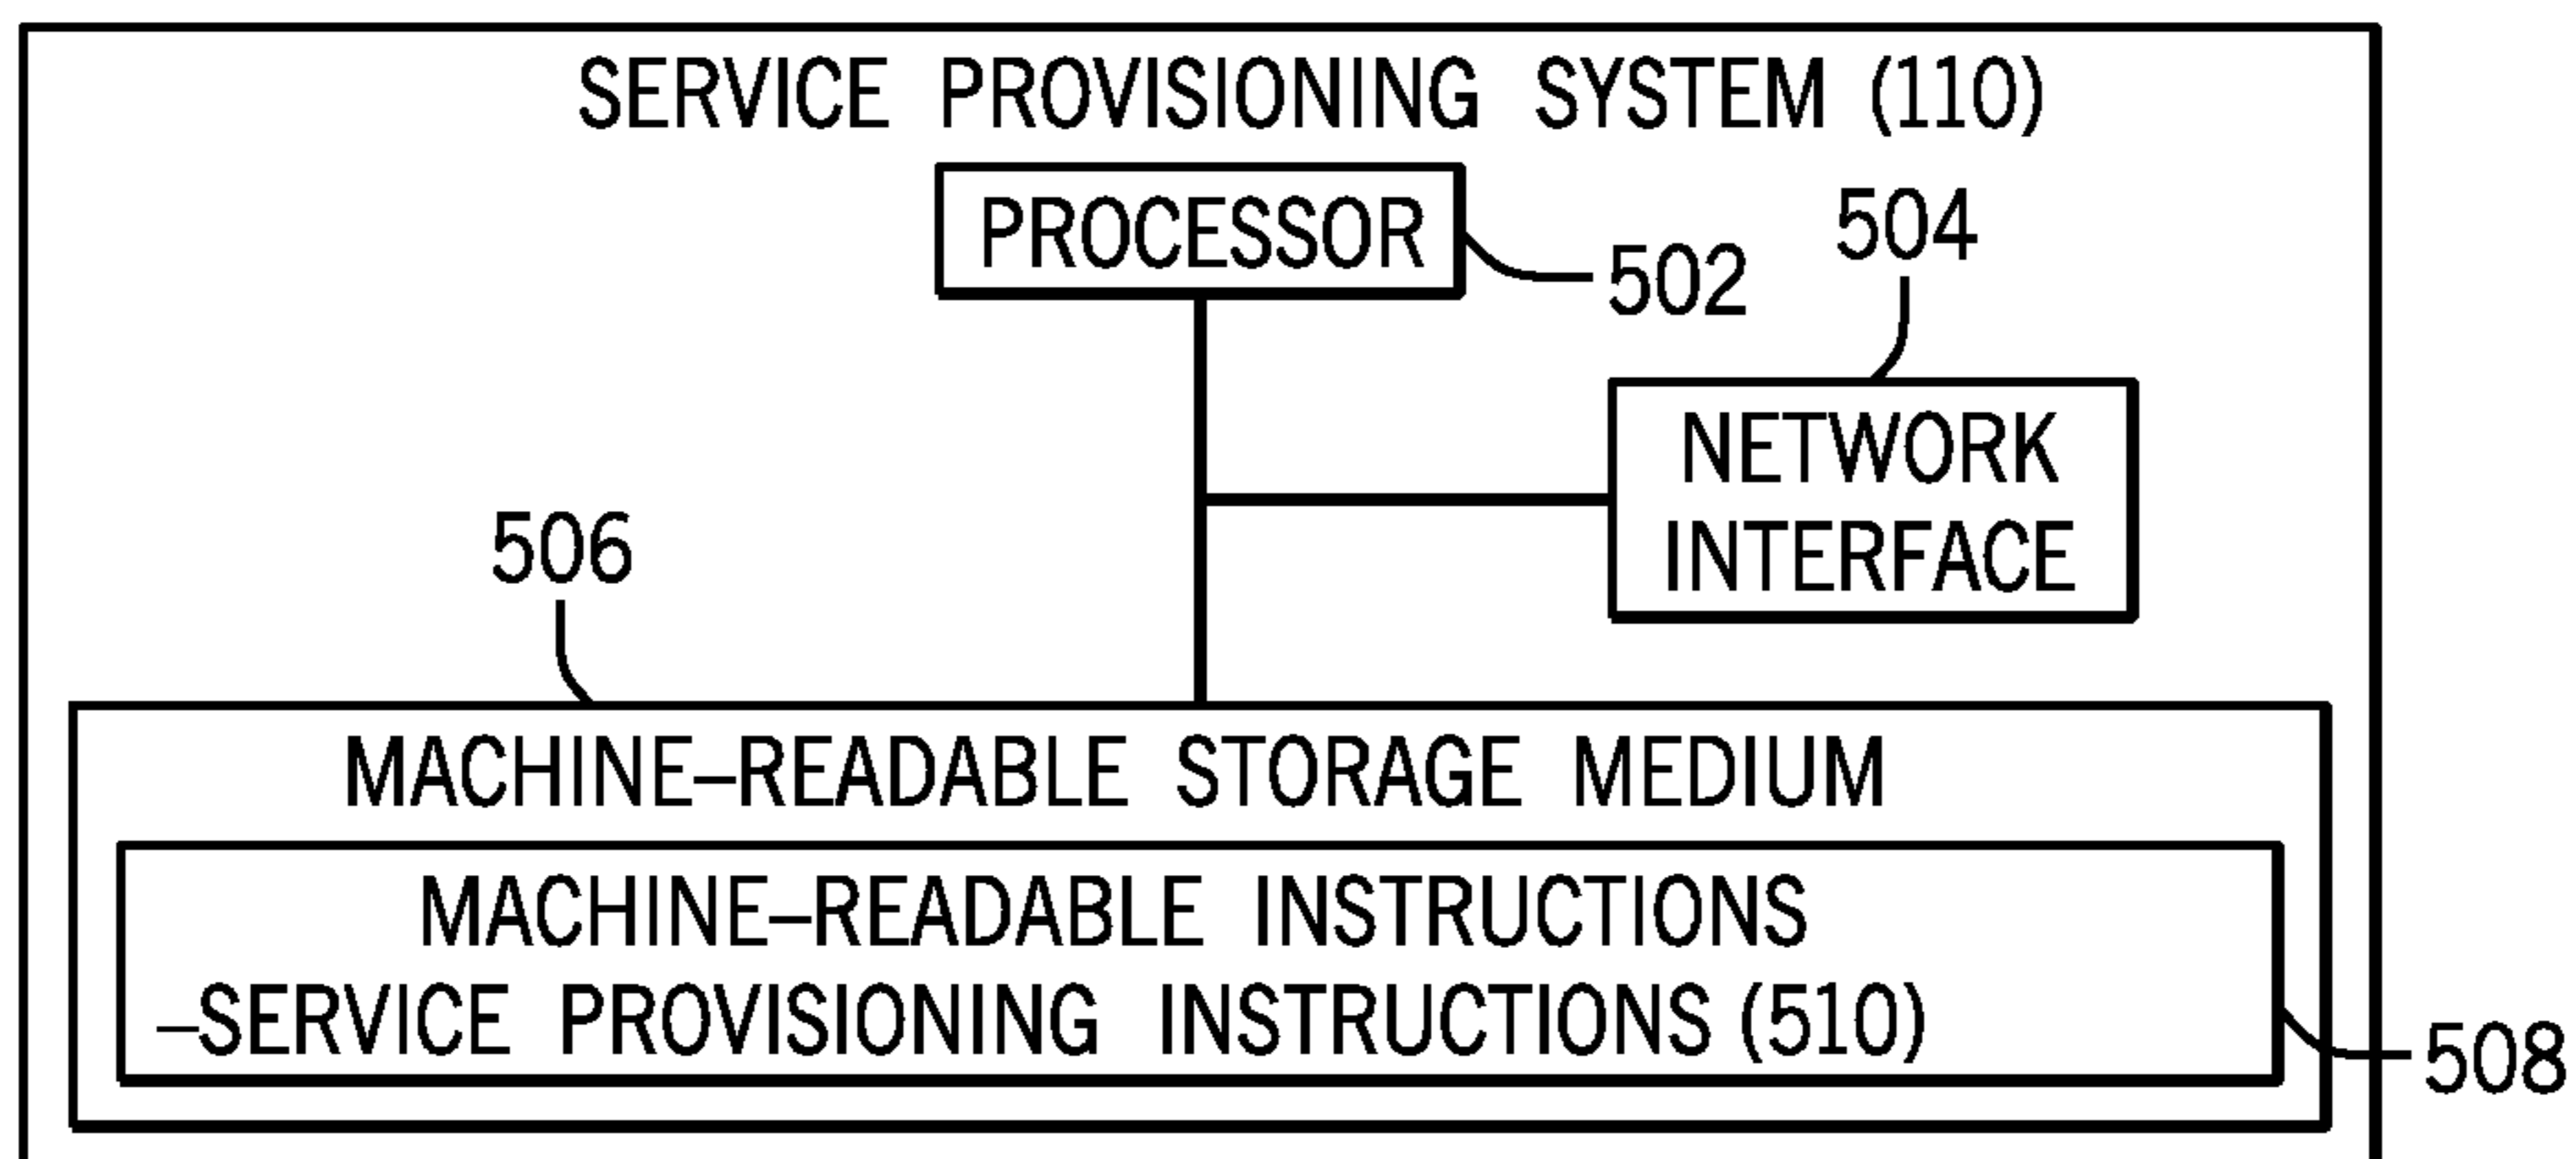 SERVICE PROVISIONING SYSTEM (110)
PROCESSOR
502
504
NETWORK
INTERFACE
506
MACHINE–READABLE STORAGE MEDIUM
MACHINE–READABLE INSTRUCTIONS
–SERVICE PROVISIONING INSTRUCTIONS (510)
508